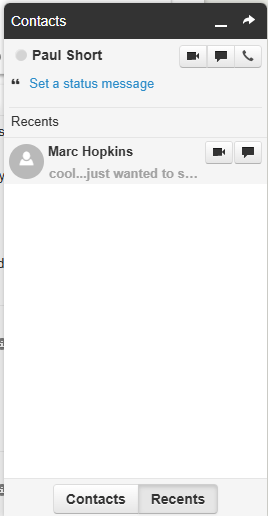 Contacts
Paul Short
Set a status message
Recents
Marc Hopkins
cool...just wanted to s...
Contacts Recents